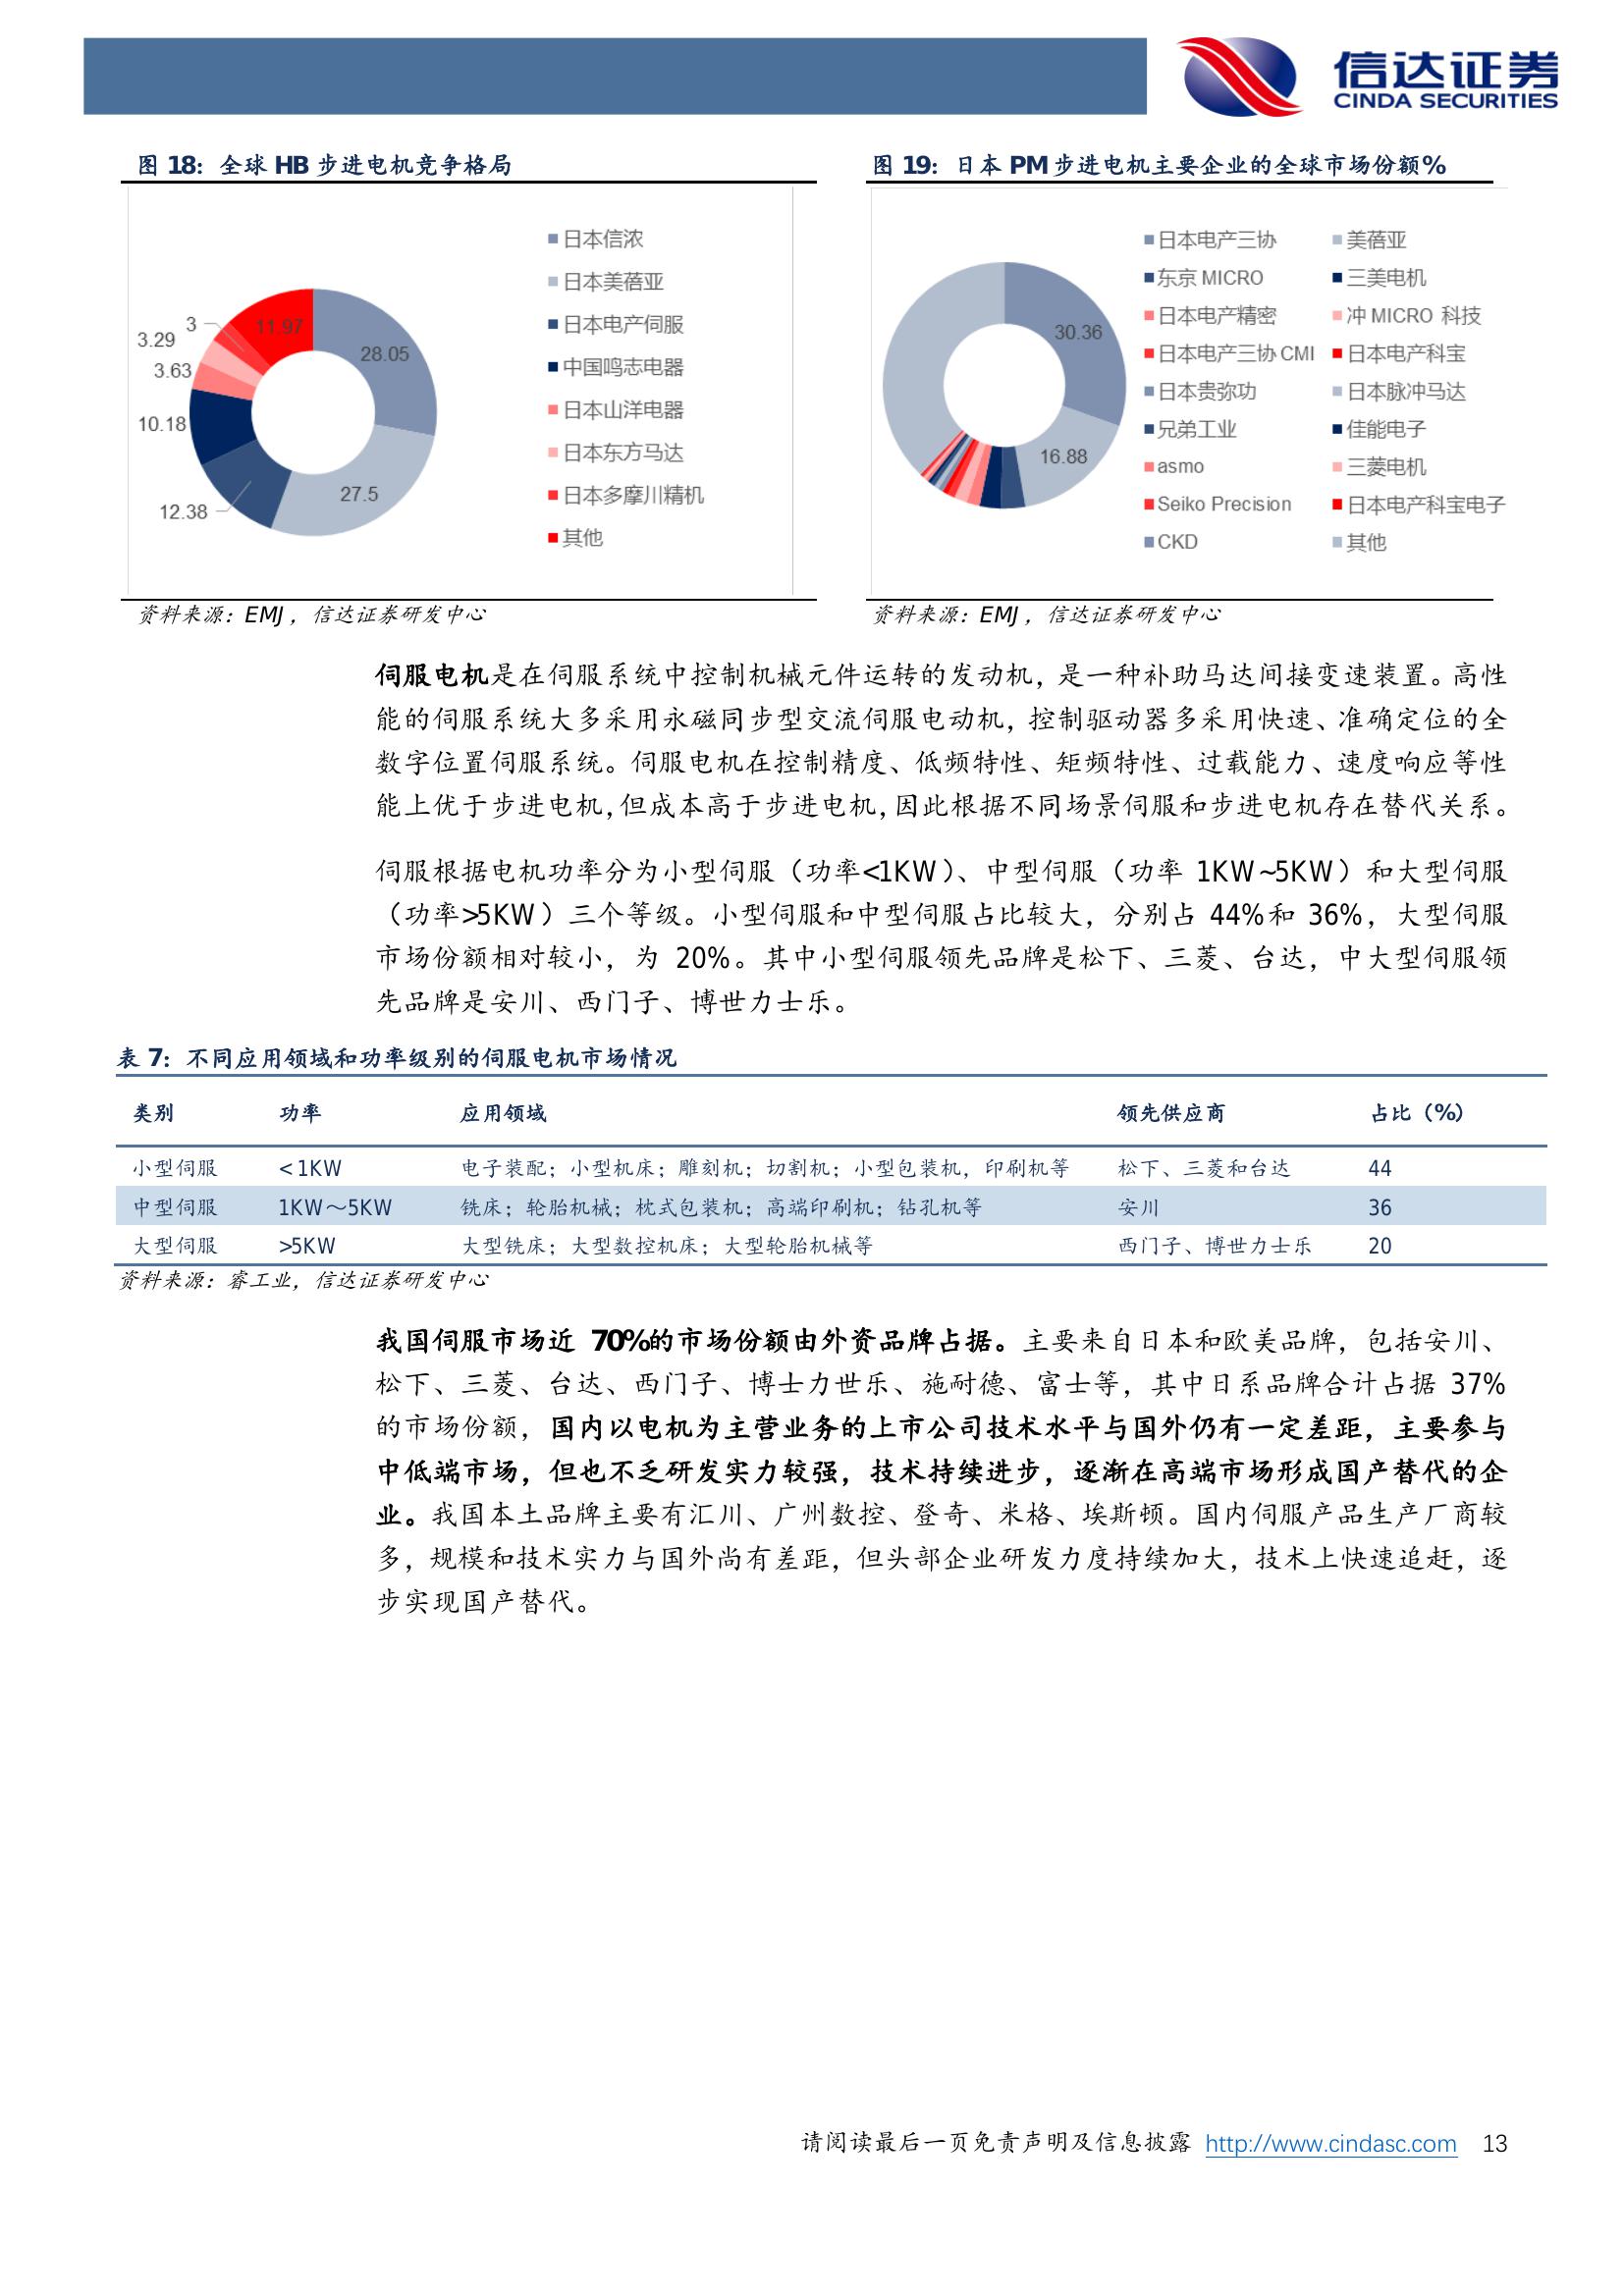 信达证券
CINDA SECURITIES
图 18：全球 HB 步进电机竞争格局
日本信浓
日本美蓓亚
日本电产伺服
中国鸣志电器
日本山洋电器
日本东方马达
日本多摩川精机
其他
28.05
27.5
12.38
10.18
3.63
3.29
3
11.97
资料来源：EMJ，信达证券研发中心
图 19：日本 PM 步进电机主要企业的全球市场份额%
30.36
16.88
日本电产三协 美蓓亚
东京 MICRO 三美电机
日本电产精密 冲 MICRO 科技
日本电产三协 CMI 日本电产科宝
日本贵弥功 日本脉冲马达
兄弟工业 佳能电子
asmo 三菱电机
Seiko Precision 日本电产科宝电子
CKD 其他
资料来源：EMJ，信达证券研发中心
伺服电机是在伺服系统中控制机械元件运转的发动机，是一种补助马达间接变速装置。高性
能的伺服系统大多采用永磁同步型交流伺服电动机，控制驱动器多采用快速、准确定位的全
数字位置伺服系统。伺服电机在控制精度、低频特性、矩频特性、过载能力、速度响应等性
能上优于步进电机，但成本高于步进电机，因此根据不同场景伺服和步进电机存在替代关系。
伺服根据电机功率分为小型伺服（功率<1KW）、中型伺服（功率 1KW~5KW）和大型伺服
（功率>5KW）三个等级。小型伺服和中型伺服占比较大，分别占 44%和 36%，大型伺服
市场份额相对较小，为 20%。其中小型伺服领先品牌是松下、三菱、台达，中大型伺服领
先品牌是安川、西门子、博世力士乐。
表 7：不同应用领域和功率级别的伺服电机市场情况
类别 功率 应用领域 领先供应商 占比（%）
小型伺服 < 1KW 电子装配；小型机床；雕刻机；切割机；小型包装机，印刷机等 松下、三菱和台达 44
中型伺服 1KW～5KW 铣床；轮胎机械；枕式包装机；高端印刷机；钻孔机等 安川 36
大型伺服 >5KW 大型铣床；大型数控机床；大型轮胎机械等 西门子、博世力士乐 20
资料来源：睿工业，信达证券研发中心
我国伺服市场近 70%的市场份额由外资品牌占据。主要来自日本和欧美品牌，包括安川、
松下、三菱、台达、西门子、博士力世乐、施耐德、富士等，其中日系品牌合计占据 37%
的市场份额，国内以电机为主营业务的上市公司技术水平与国外仍有一定差距，主要参与
中低端市场，但也不乏研发实力较强，技术持续进步，逐渐在高端市场形成国产替代的企
业。我国本土品牌主要有汇川、广州数控、登奇、米格、埃斯顿。国内伺服产品生产厂商较
多，规模和技术实力与国外尚有差距，但头部企业研发力度持续加大，技术上快速追赶，逐
步实现国产替代。
请阅读最后一页免责声明及信息披露 http://www.cindasc.com 13